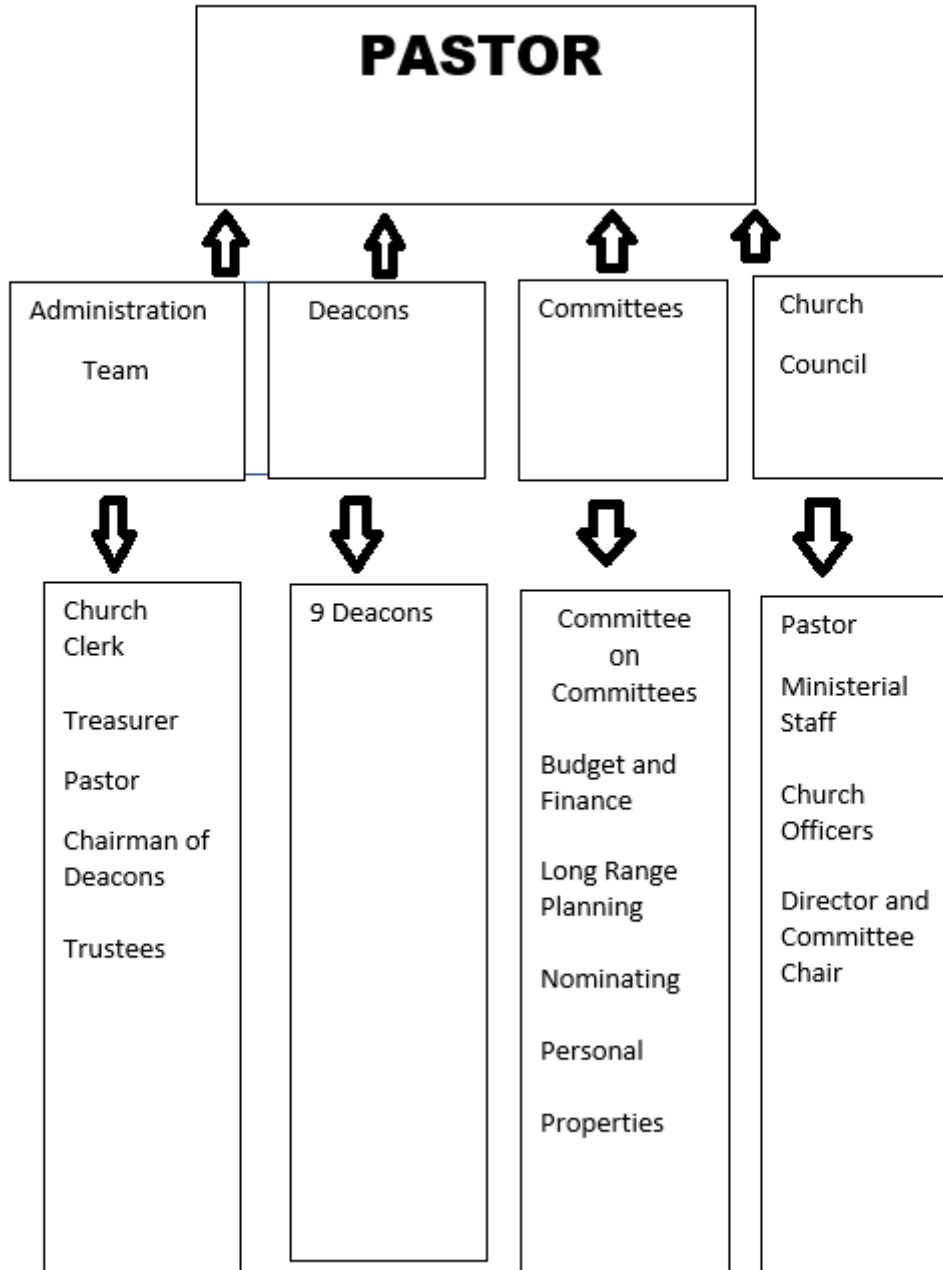 PASTOR
Administration
Team
Deacons
Committees
Church
Council
Church
Clerk
Treasurer
Pastor
Chairman of
Deacons
Trustees
9 Deacons
Committee
on
Committees
Budget and
Finance
Long Range
Planning
Nominating
Personal
Properties
Pastor
Ministerial
Staff
Church
Officers
Director and
Committee
Chair